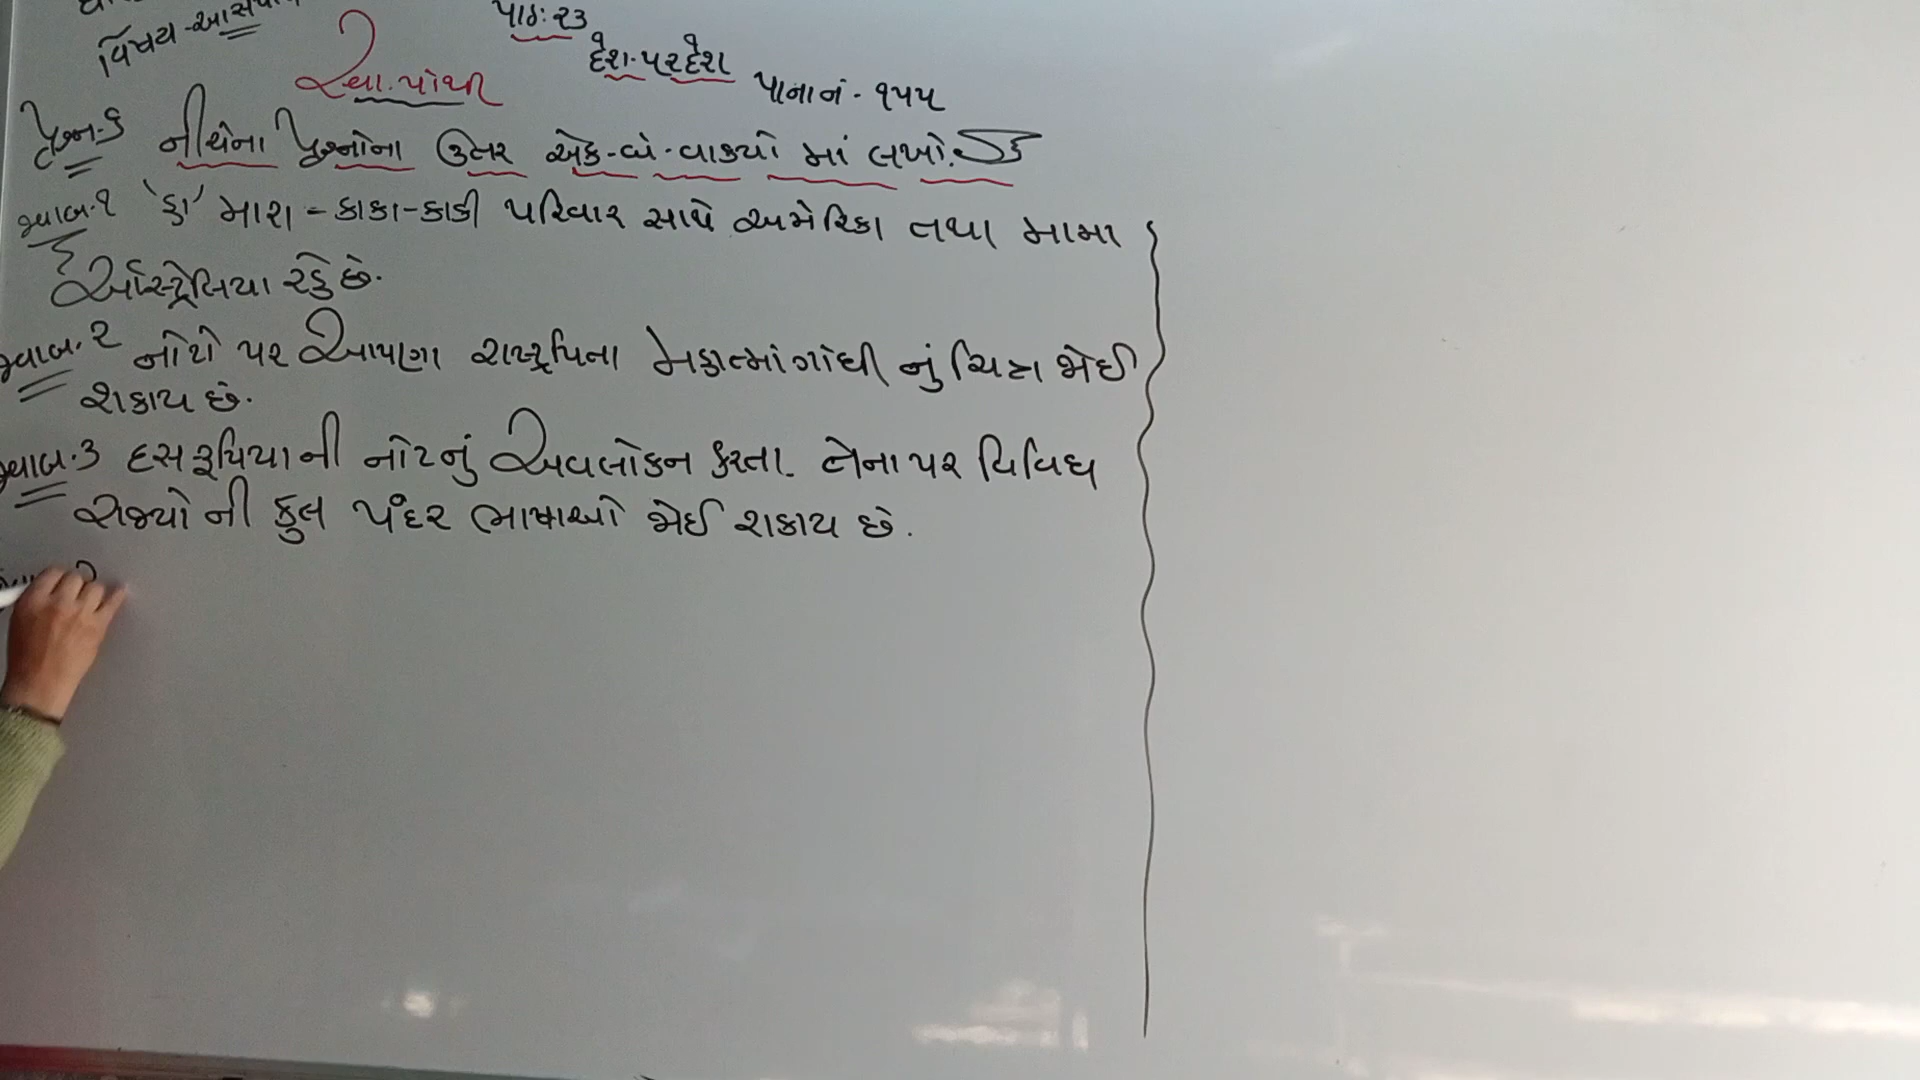 વિષય-આસપાસ
પાઠ: ૨૩
દેશ-પરદેશ
સ્વા.પોથી
પાનાનં - ૧૫૫
પ્રશ્ન-૬ નીચેના પ્રશ્નોના ઉત્તર એક-બે-વાક્યો માં લખો.
જવાબ.૧ 'હા' મારા - કાકા-કાકી પરિવાર સાથે અમેરિકા તથા મામા
ઓસ્ટ્રેલિયા રહે છે.
જવાબ.૨ નોટો પર આપણા રાષ્ટ્રપિતા મહાત્માંગાંધી નું ચિત્ર જોઈ
શકાય છે.
જવાબ.૩ દસ રૂપિયાની નોટનું અવલોકન કરતા તેના પર વિવિધ
રાજ્યો ની કુલ પંદર ભાષાઓ જોઈ શકાય છે.